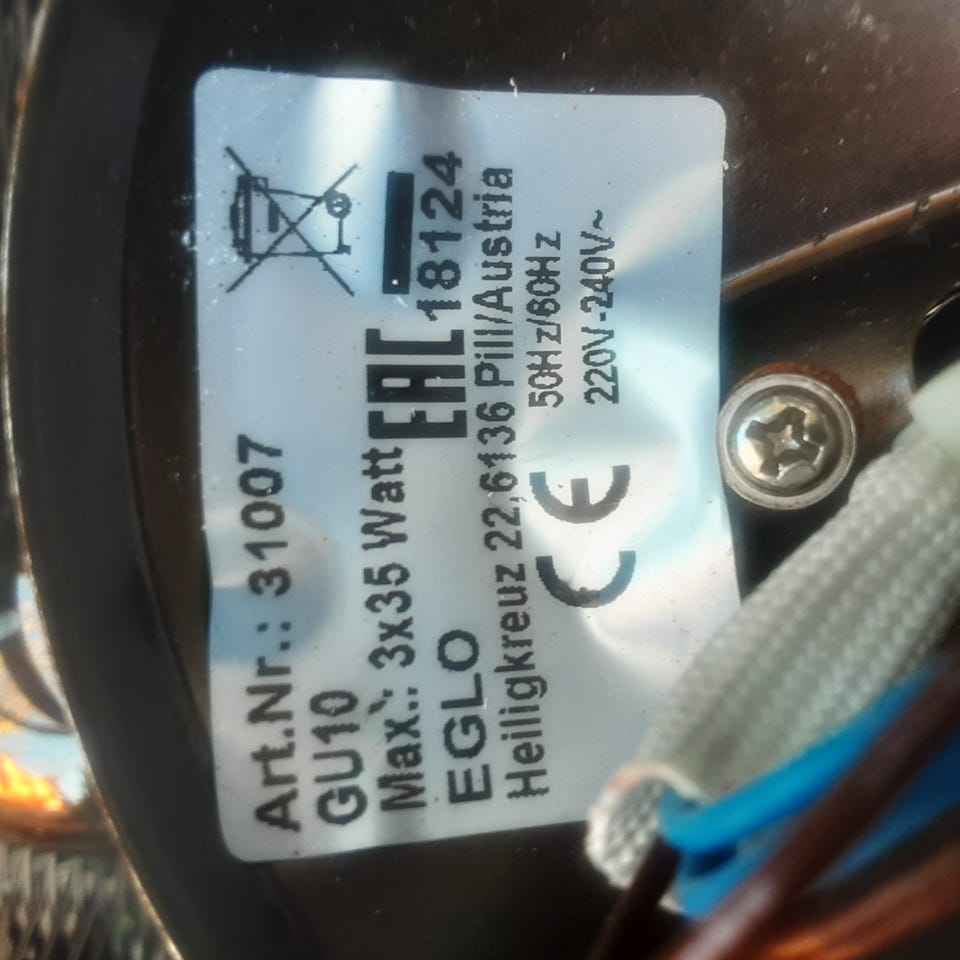 Art.Nr.: 31007
GU10
Max.: 3x35 Watt
EAC
EGLO
18124
Heiligkreuz 22,6136 Pill/Austria
CE
50Hz/60Hz
220V-240V~